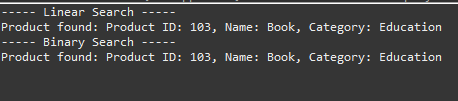 ----- Linear Search -----
Product found: Product ID: 103, Name: Book, Category: Education
----- Binary Search -----
Product found: Product ID: 103, Name: Book, Category: Education